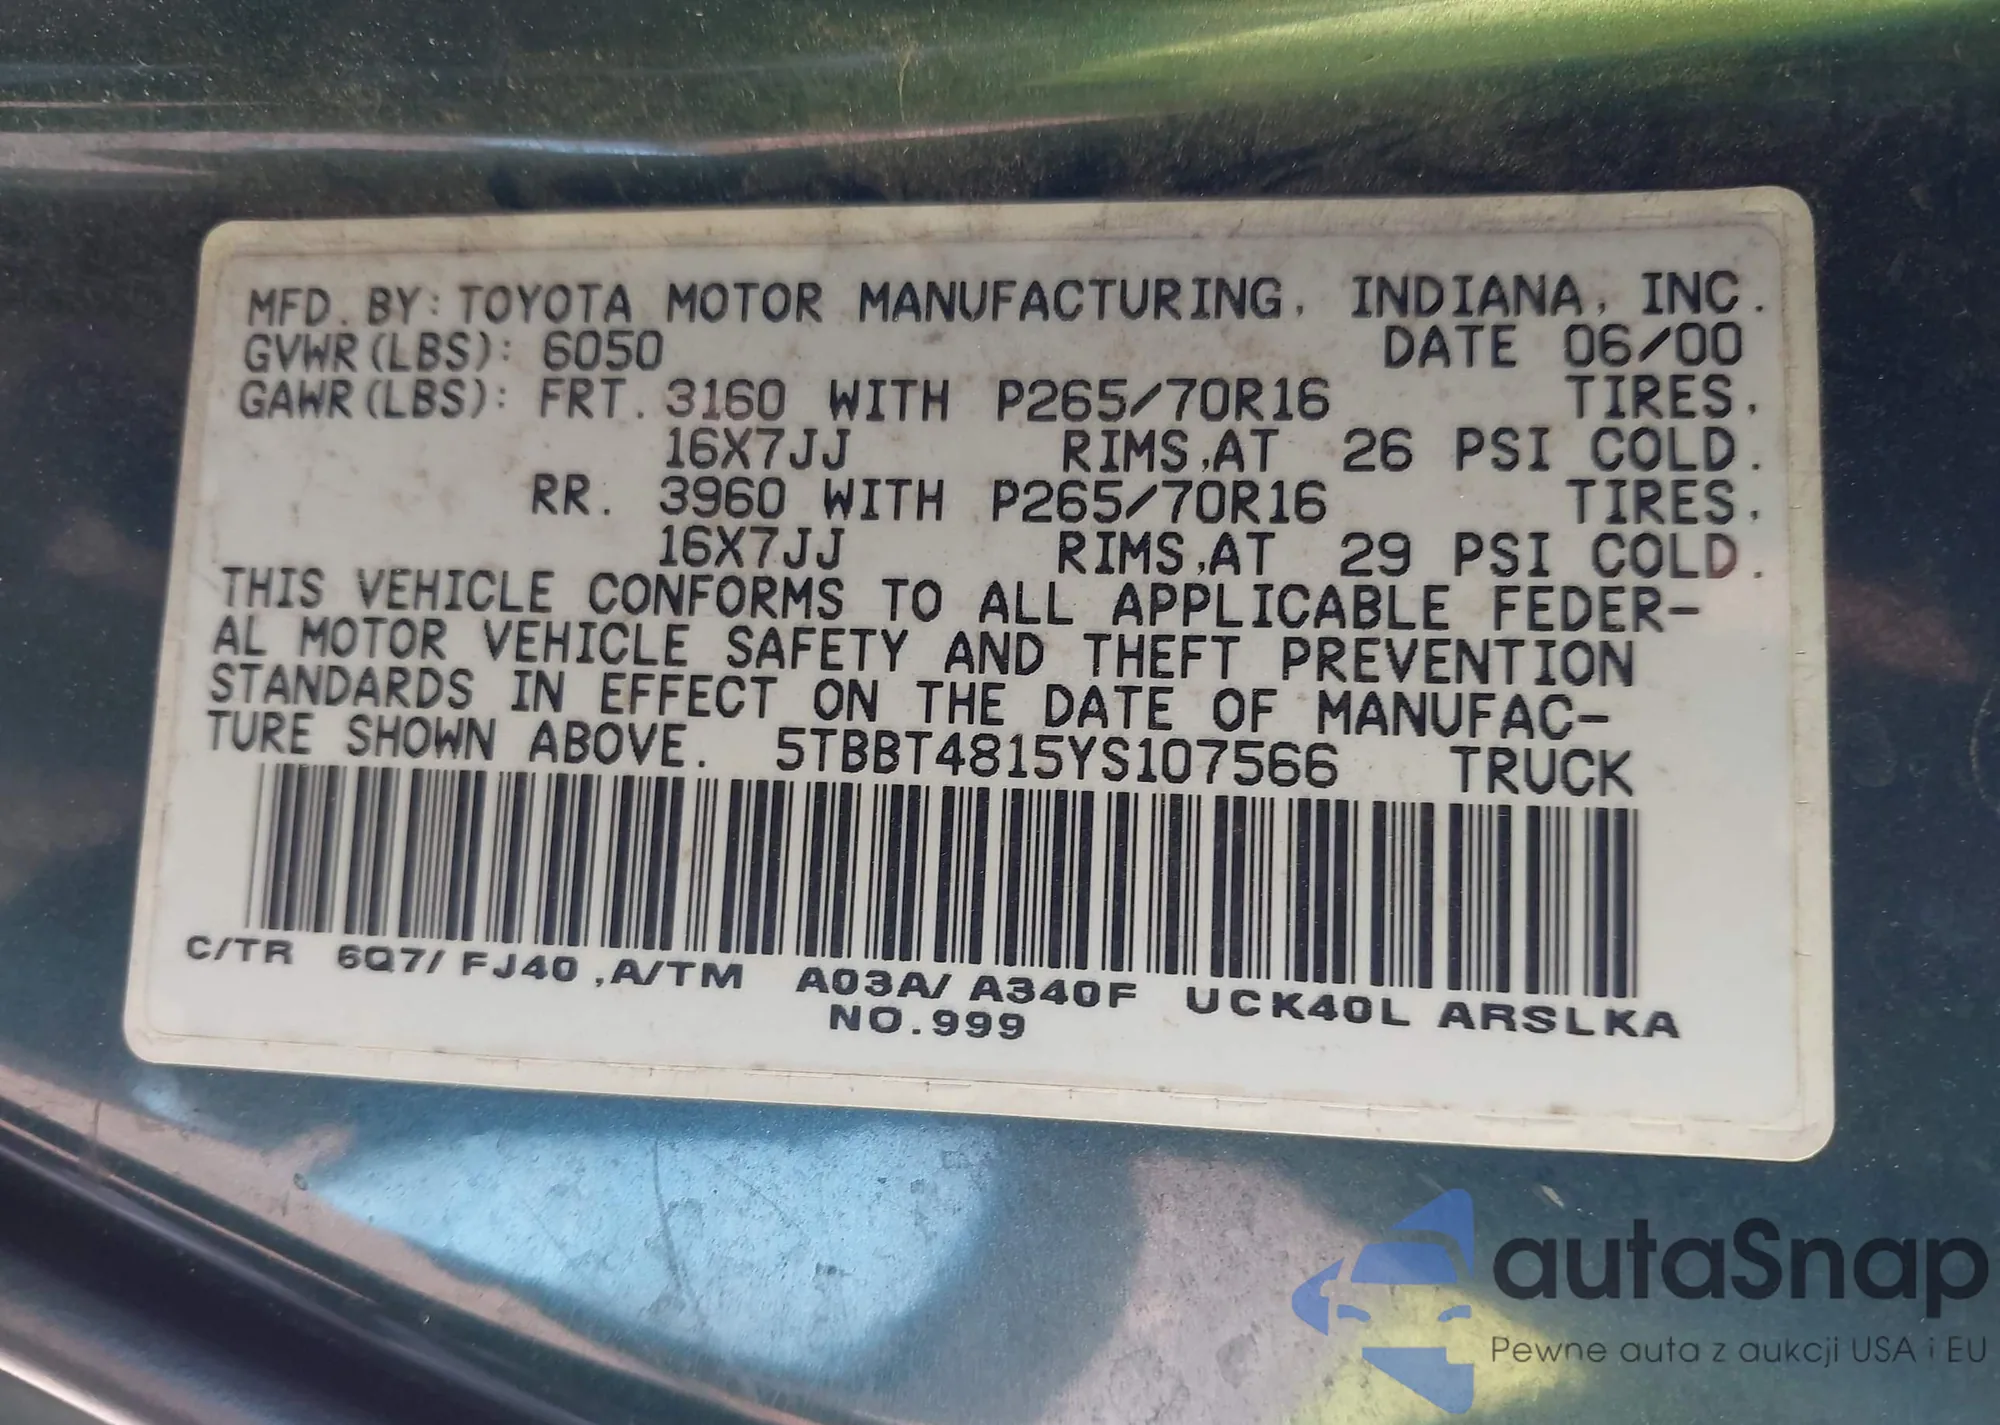 MFD. BY: TOYOTA MOTOR MANUFACTURING, INDIANA, INC.
GVWR(LBS): 6050 DATE 06/00
GAWR(LBS): FRT. 3160 WITH P265/70R16 TIRES,
16X7JJ RIMS,AT 26 PSI COLD.
RR. 3960 WITH P265/70R16 TIRES,
16X7JJ RIMS,AT 29 PSI COLD.
THIS VEHICLE CONFORMS TO ALL APPLICABLE FEDER-
AL MOTOR VEHICLE SAFETY AND THEFT PREVENTION
STANDARDS IN EFFECT ON THE DATE OF MANUFAC-
TURE SHOWN ABOVE. 5TBBT4815YS107566 TRUCK
C/TR 6Q7/FJ40 ,A/TM A03A/A340F UCK40L ARSLKA
NO.999
autaSnap
Pewne auta z aukcji USA i EU